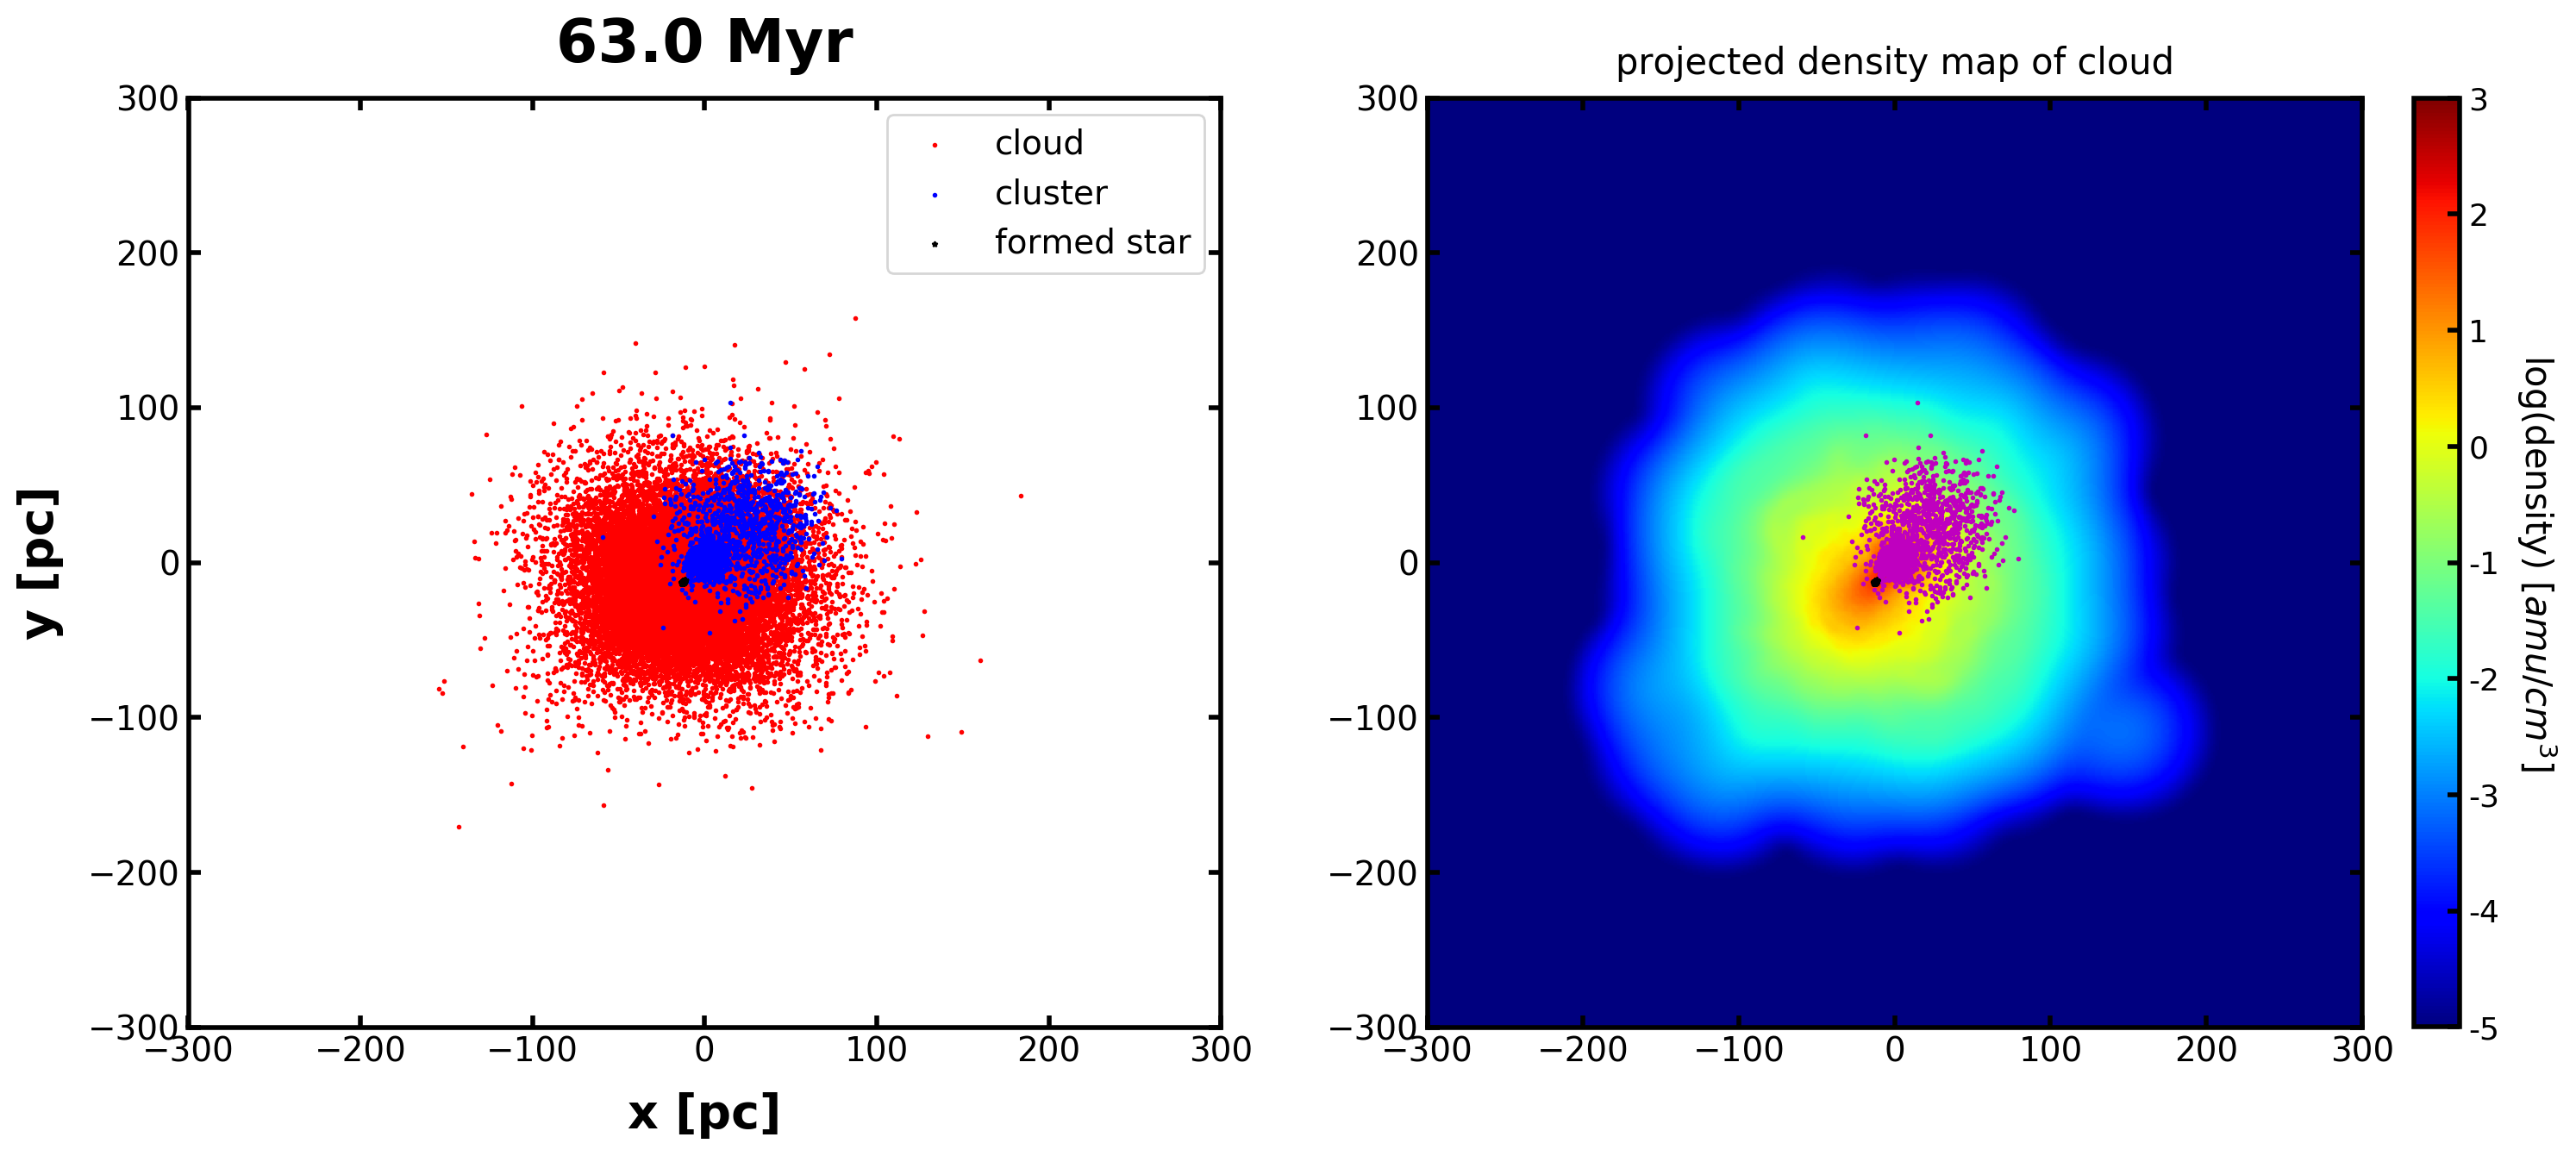 63.0 Myr
projected density map of cloud
cloud
cluster
formed star
300
200
100
0
−100
−200
−300
y [pc]
−300 −200 −100 0 100 200 300
x [pc]
300
200
100
0
−100
−200
−300
−300 −200 −100 0 100 200 300
3
2
1
0
-1
-2
-3
-4
-5
log(density) [amu/cm³]